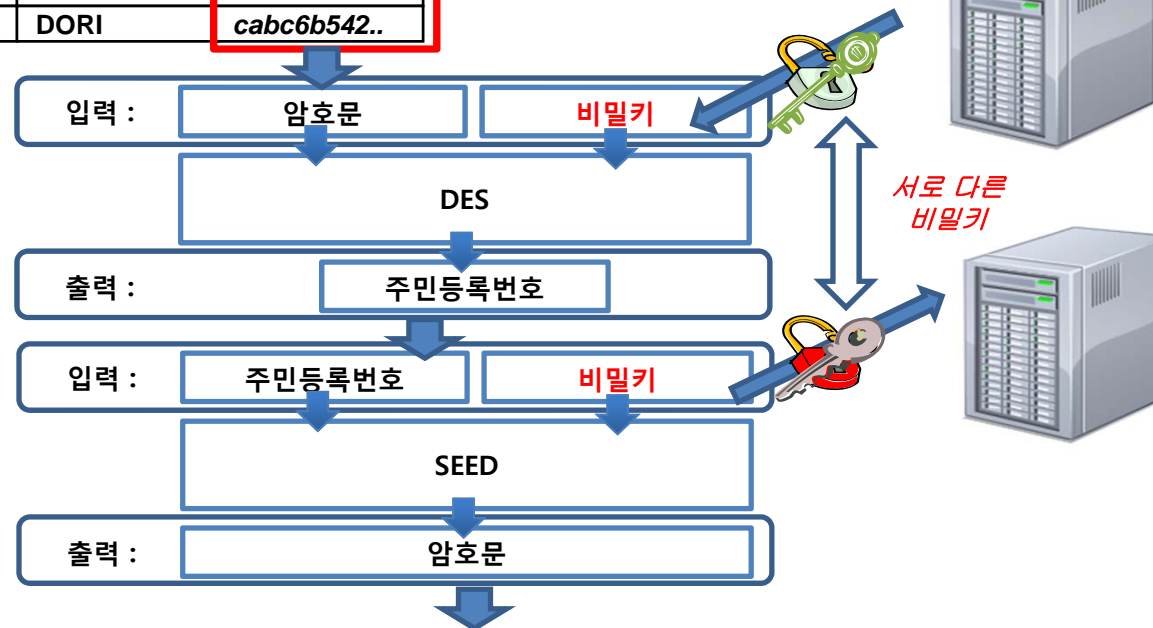 DORI cabc6b542..
입력 : 암호문 비밀키
DES
서로 다른
비밀키
출력 : 주민등록번호
입력 : 주민등록번호 비밀키
SEED
출력 : 암호문